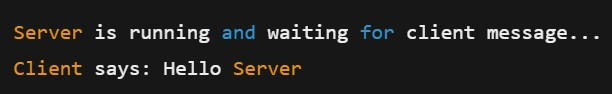 Server is running and waiting for client message...
Client says: Hello Server